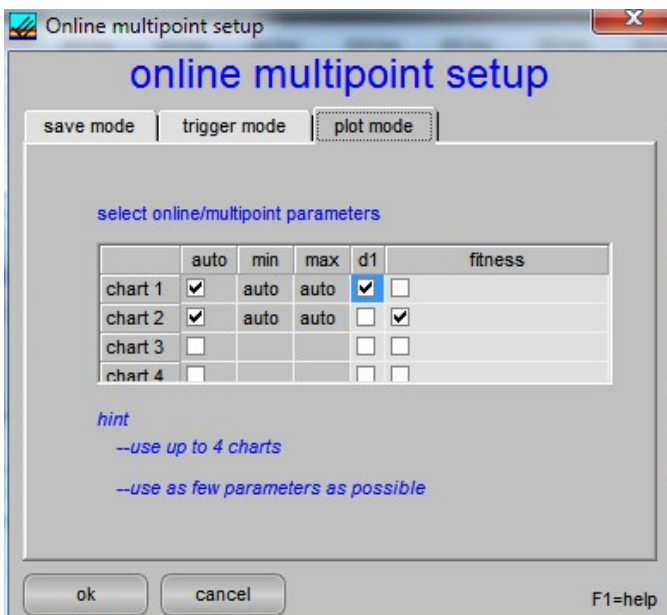 Online multipoint setup
X
online multipoint setup
save mode trigger mode plot mode
select online/multipoint parameters
auto min max d1 fitness
chart 1 auto auto
chart 2 auto auto
chart 3
chart 4
hint
--use up to 4 charts
--use as few parameters as possible
ok cancel F1=help